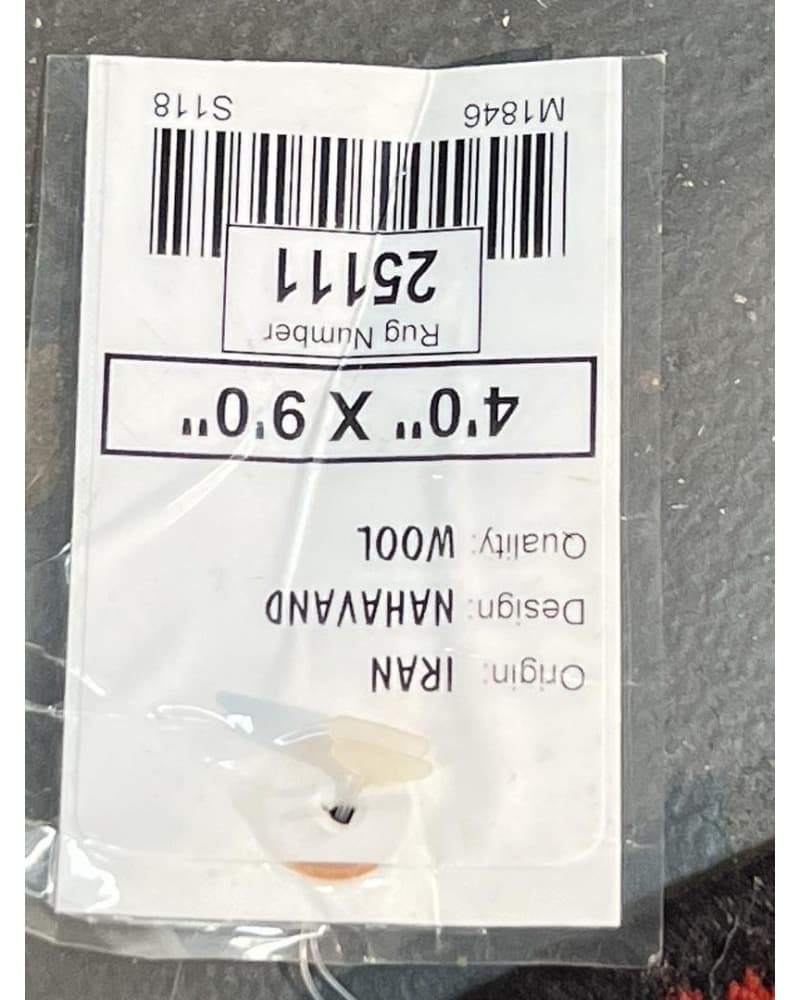 Origin: IRAN
Design: NAHAVAND
Quality: WOOL
4'0" X 9'0"
Rug Number
25111
M1846 S118